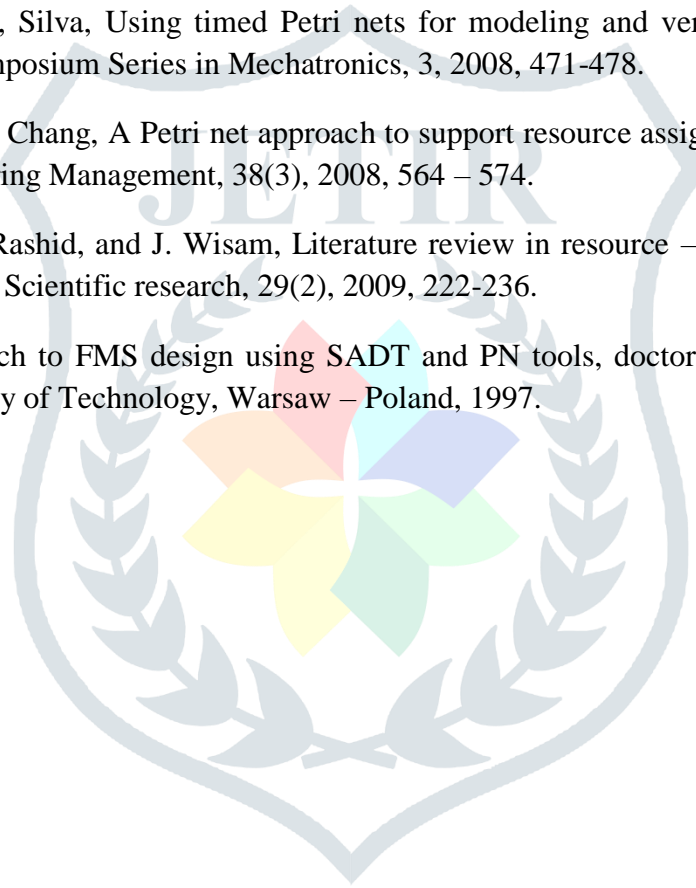 , Silva, Using timed Petri nets for modeling and ver
mposium Series in Mechatronics, 3, 2008, 471-478.
Chang, A Petri net approach to support resource assig
ring Management, 38(3), 2008, 564 – 574.
Rashid, and J. Wisam, Literature review in resource –
Scientific research, 29(2), 2009, 222-236.
ch to FMS design using SADT and PN tools, doctor
y of Technology, Warsaw – Poland, 1997.
JETIR